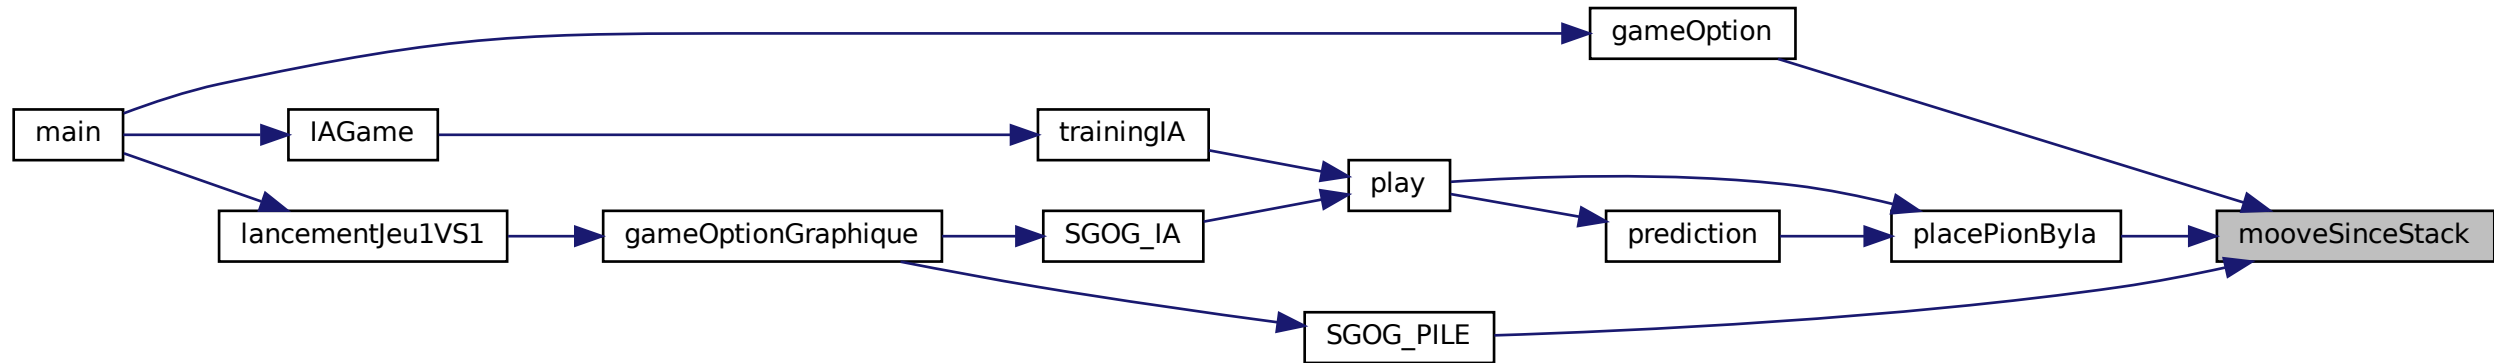 gameOption
main
IAGame
trainingIA
play
lancementJeu1VS1
gameOptionGraphique
SGOG_IA
prediction
placePionByIa
mooveSinceStack
SGOG_PILE